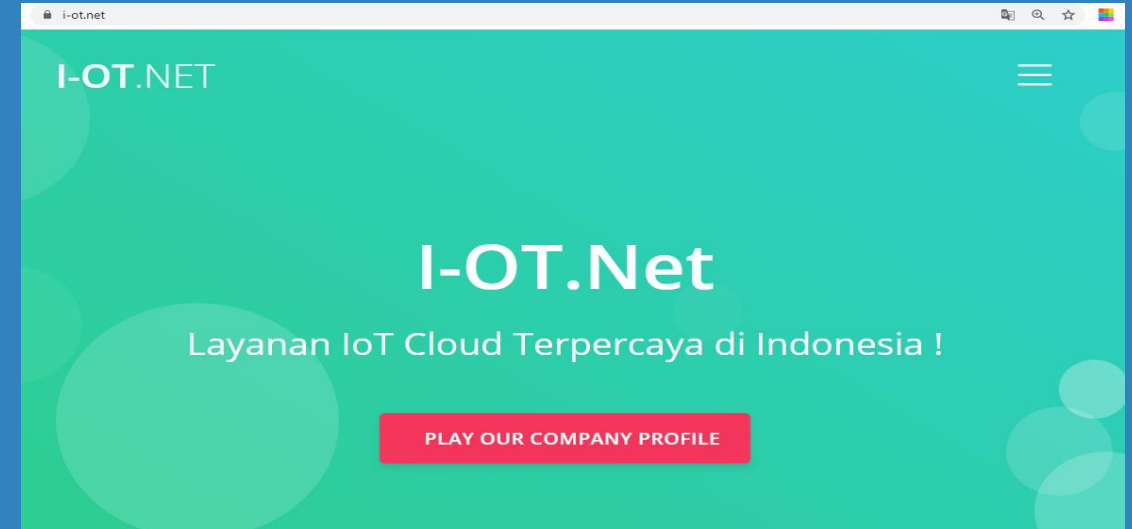 i-ot.net
I-OT.NET
I-OT.Net
Layanan IoT Cloud Terpercaya di Indonesia !
PLAY OUR COMPANY PROFILE